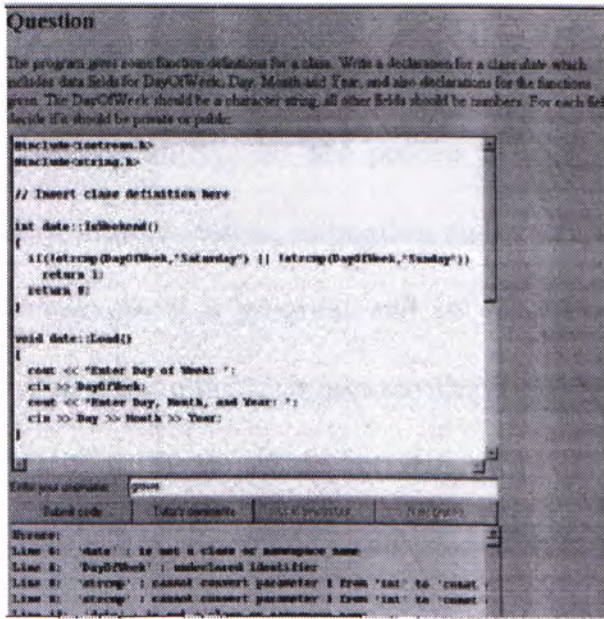 Question
The program gives some function definitions for a class. Write a declaration for a class date which
includes data fields for DayOfWeek, Day, Month and Year, and also declarations for the functions
given. The DayOfWeek should be a character string, all other fields should be numbers. For each field
decide if it should be private or public.
#include<iostream.h>
#include<string.h>
// Insert class definition here
int date::IsWeekend()
{
if(!strcmp(DayOfWeek,"Saturday") || !strcmp(DayOfWeek,"Sunday"))
return 1;
return 0;
}
void date::Load()
{
cout << "Enter Day of Week: ";
cin >> DayOfWeek;
cout << "Enter Day, Month, and Year: ";
cin >> Day >> Month >> Year;
}
Enter your username:
Submit code Tutor's comments
Errors:
Line 6: 'date' : is not a class or namespace name
Line 8: 'DayOfWeek' : undeclared identifier
Line 8: 'strcmp' : cannot convert parameter 1 from 'int' to 'const
Line 8: 'strcmp' : cannot convert parameter 1 from 'int' to 'const